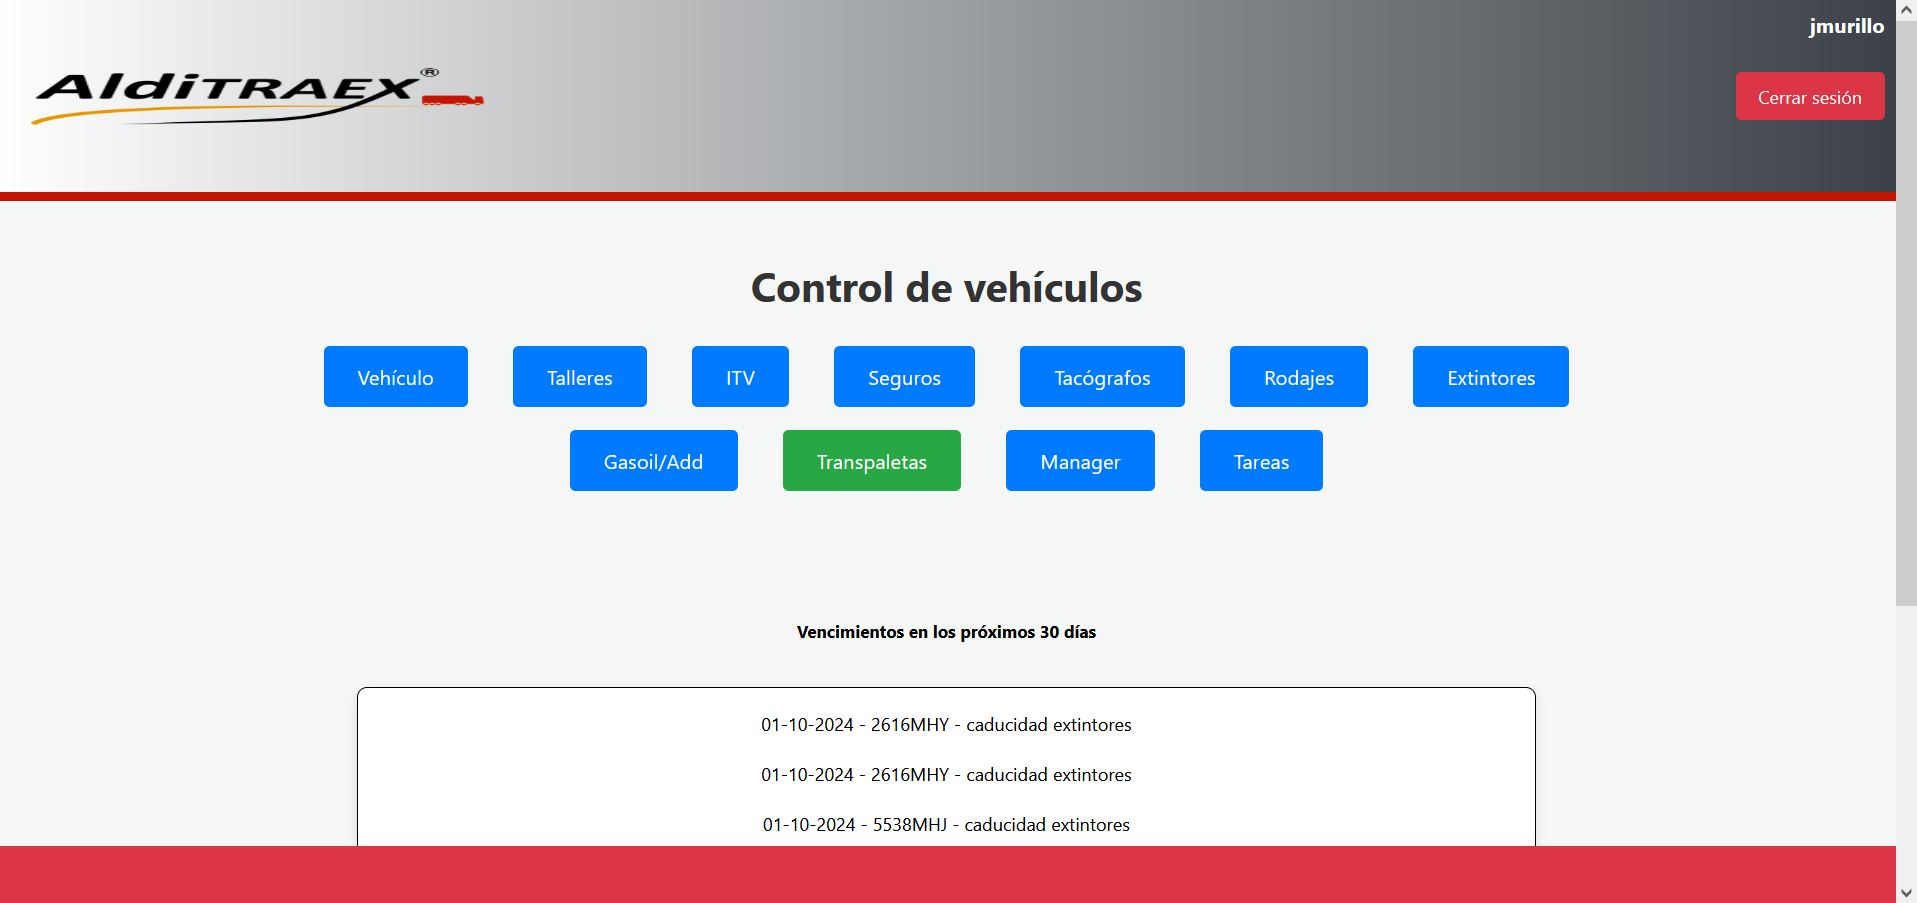 jmurillo
AldiTRAEX®
Cerrar sesión
Control de vehículos
Vehículo Talleres ITV Seguros Tacógrafos Rodajes Extintores
Gasoil/Add Transpaletas Manager Tareas
Vencimientos en los próximos 30 días
01-10-2024 - 2616MHY - caducidad extintores
01-10-2024 - 2616MHY - caducidad extintores
01-10-2024 - 5538MHJ - caducidad extintores